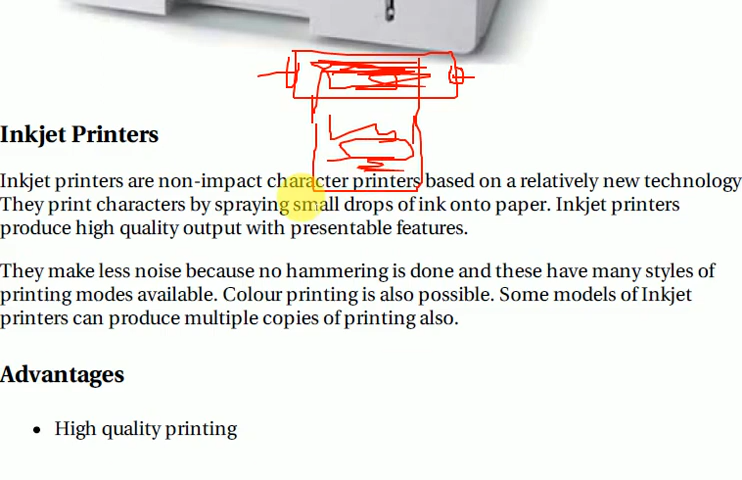 Inkjet Printers
Inkjet printers are non-impact character printers based on a relatively new technology
They print characters by spraying small drops of ink onto paper. Inkjet printers
produce high quality output with presentable features.
They make less noise because no hammering is done and these have many styles of
printing modes available. Colour printing is also possible. Some models of Inkjet
printers can produce multiple copies of printing also.
Advantages
• High quality printing